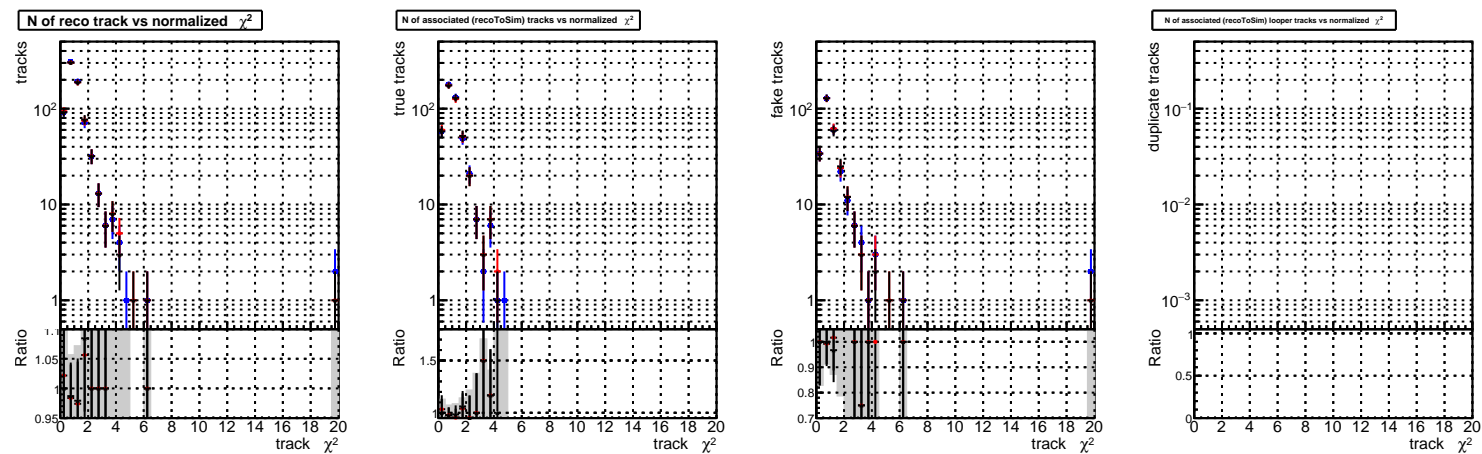 N of reco track vs normalized χ²
tracks
10²
10
1
Ratio
1.1
1.05
1
0.95
0 2 4 6 8 10 12 14 16 18 20
track χ²
N of associated (recoToSim) tracks vs normalized χ²
true tracks
10²
10
1
Ratio
1.5
1
0 2 4 6 8 10 12 14 16 18 20
track χ²
fake tracks
10²
10
1
Ratio
1
0.9
0.8
0.7
0 2 4 6 8 10 12 14 16 18 20
track χ²
N of associated (recoToSim) looper tracks vs normalized χ²
duplicate tracks
10⁻¹
10⁻²
10⁻³
Ratio
1
0.5
0
0 2 4 6 8 10 12 14 16 18 20
track χ²